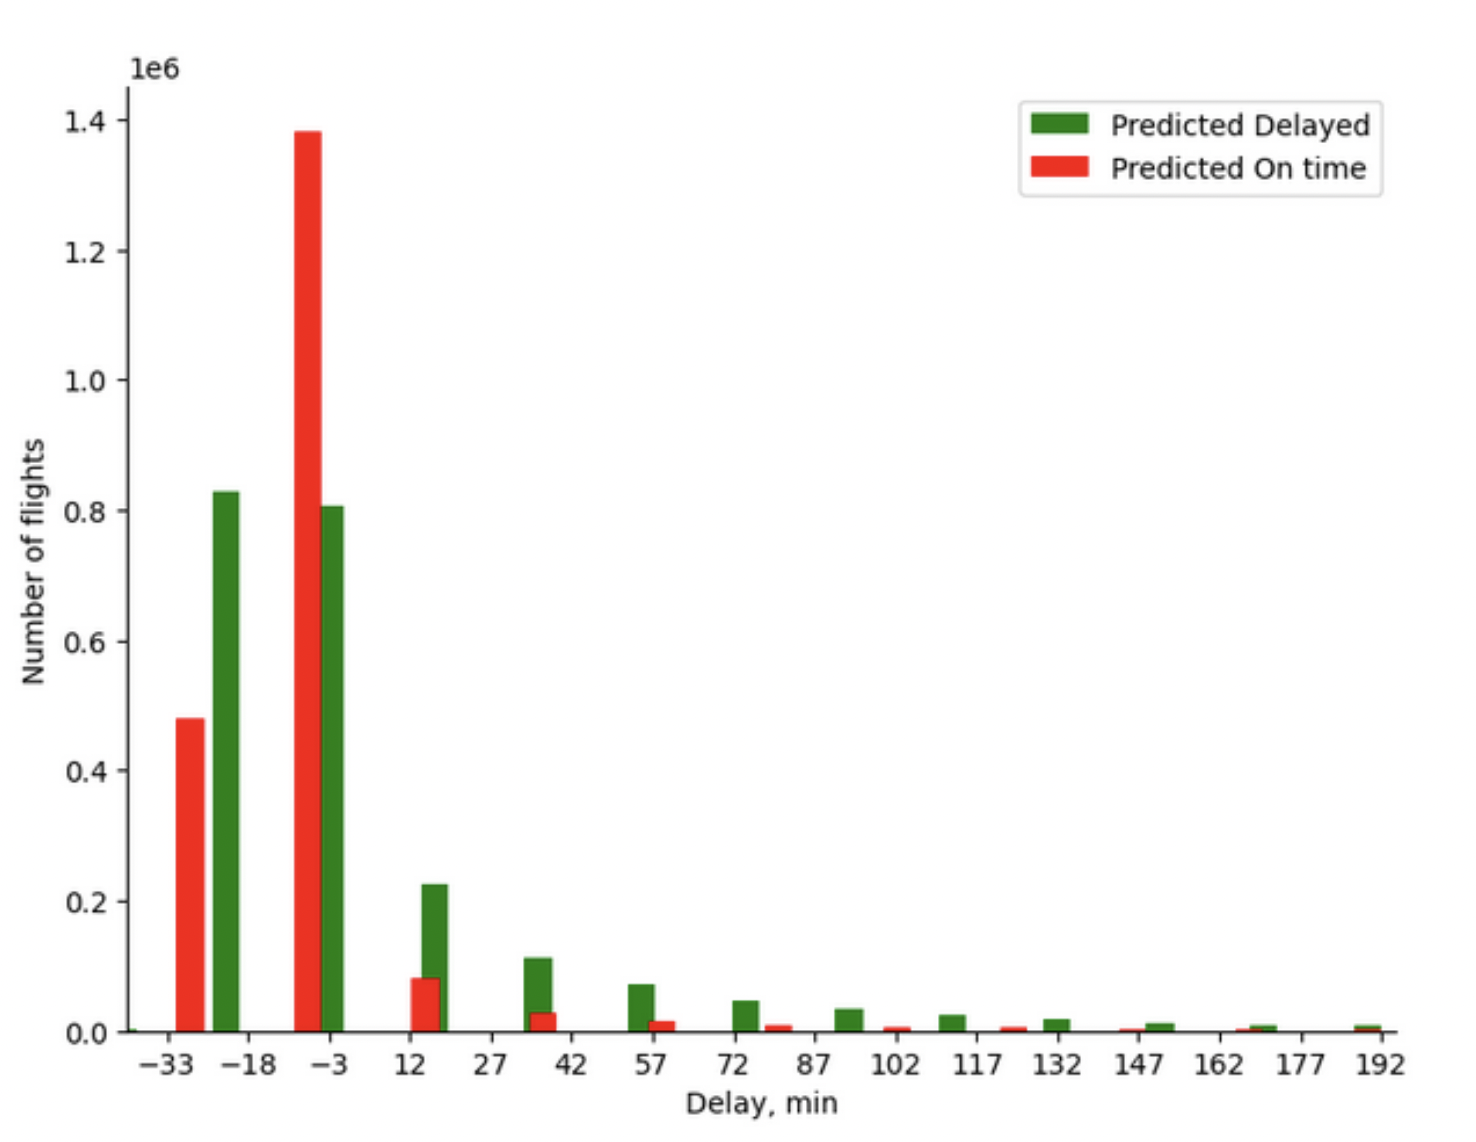 1e6
Predicted Delayed
Predicted On time
1.4
1.2
1.0
0.8
0.6
0.4
0.2
0.0
Number of flights
−33 −18 −3 12 27 42 57 72 87 102 117 132 147 162 177 192
Delay, min